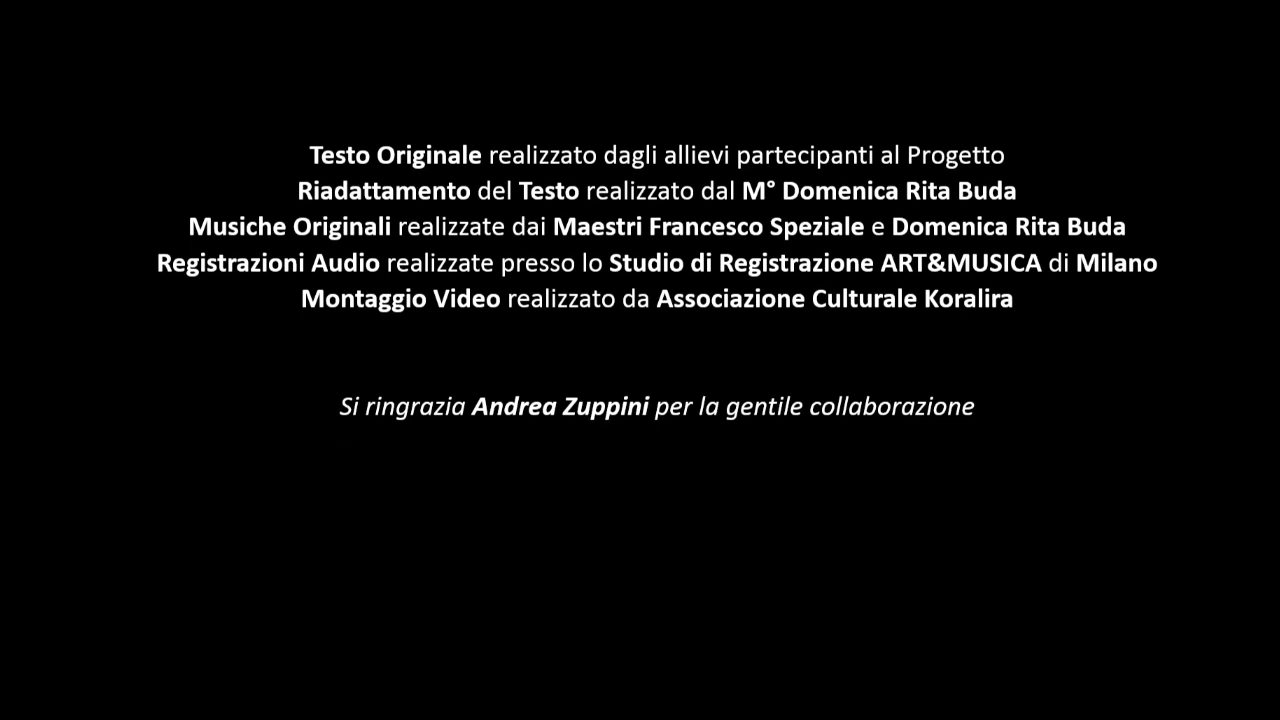 Testo Originale realizzato dagli allievi partecipanti al Progetto
Riadattamento del Testo realizzato dal M° Domenica Rita Buda
Musiche Originali realizzate dai Maestri Francesco Speziale e Domenica Rita Buda
Registrazioni Audio realizzate presso lo Studio di Registrazione ART&MUSICA di Milano
Montaggio Video realizzato da Associazione Culturale Koralira
Si ringrazia Andrea Zuppini per la gentile collaborazione